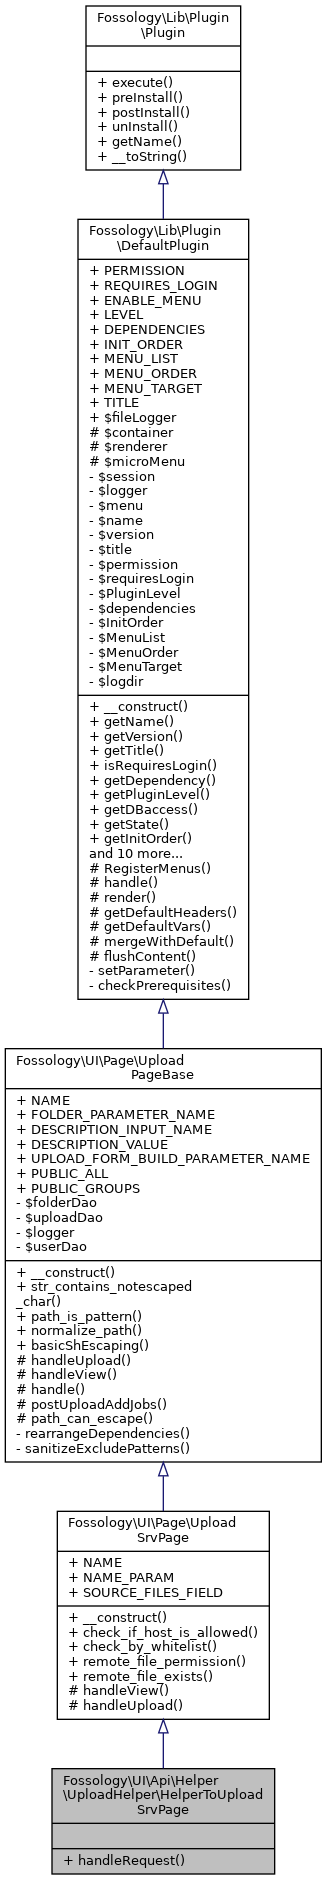 Fossology\Lib\Plugin
\Plugin
+ execute()
+ preInstall()
+ postInstall()
+ unInstall()
+ getName()
+ __toString()
Fossology\Lib\Plugin
\DefaultPlugin
+ PERMISSION
+ REQUIRES_LOGIN
+ ENABLE_MENU
+ LEVEL
+ DEPENDENCIES
+ INIT_ORDER
+ MENU_LIST
+ MENU_ORDER
+ MENU_TARGET
+ TITLE
+ $fileLogger
# $container
# $renderer
# $microMenu
- $session
- $logger
- $menu
- $name
- $version
- $title
- $permission
- $requiresLogin
- $PluginLevel
- $dependencies
- $InitOrder
- $MenuList
- $MenuOrder
- $MenuTarget
- $logdir
+ __construct()
+ getName()
+ getVersion()
+ getTitle()
+ isRequiresLogin()
+ getDependency()
+ getPluginLevel()
+ getDBaccess()
+ getState()
+ getInitOrder()
and 10 more...
# RegisterMenus()
# handle()
# render()
# getDefaultHeaders()
# getDefaultVars()
# mergeWithDefault()
# flushContent()
- setParameter()
- checkPrerequisites()
Fossology\UI\Page\Upload
PageBase
+ NAME
+ FOLDER_PARAMETER_NAME
+ DESCRIPTION_INPUT_NAME
+ DESCRIPTION_VALUE
+ UPLOAD_FORM_BUILD_PARAMETER_NAME
+ PUBLIC_ALL
+ PUBLIC_GROUPS
- $folderDao
- $uploadDao
- $logger
- $userDao
+ __construct()
+ str_contains_notescaped
_char()
+ path_is_pattern()
+ normalize_path()
+ basicShEscaping()
# handleUpload()
# handleView()
# handle()
# postUploadAddJobs()
# path_can_escape()
- rearrangeDependencies()
- sanitizeExcludePatterns()
Fossology\UI\Page\Upload
SrvPage
+ NAME
+ NAME_PARAM
+ SOURCE_FILES_FIELD
+ __construct()
+ check_if_host_is_allowed()
+ check_by_whitelist()
+ remote_file_permission()
+ remote_file_exists()
# handleView()
# handleUpload()
Fossology\UI\Api\Helper
\UploadHelper\HelperToUpload
SrvPage
+ handleRequest()